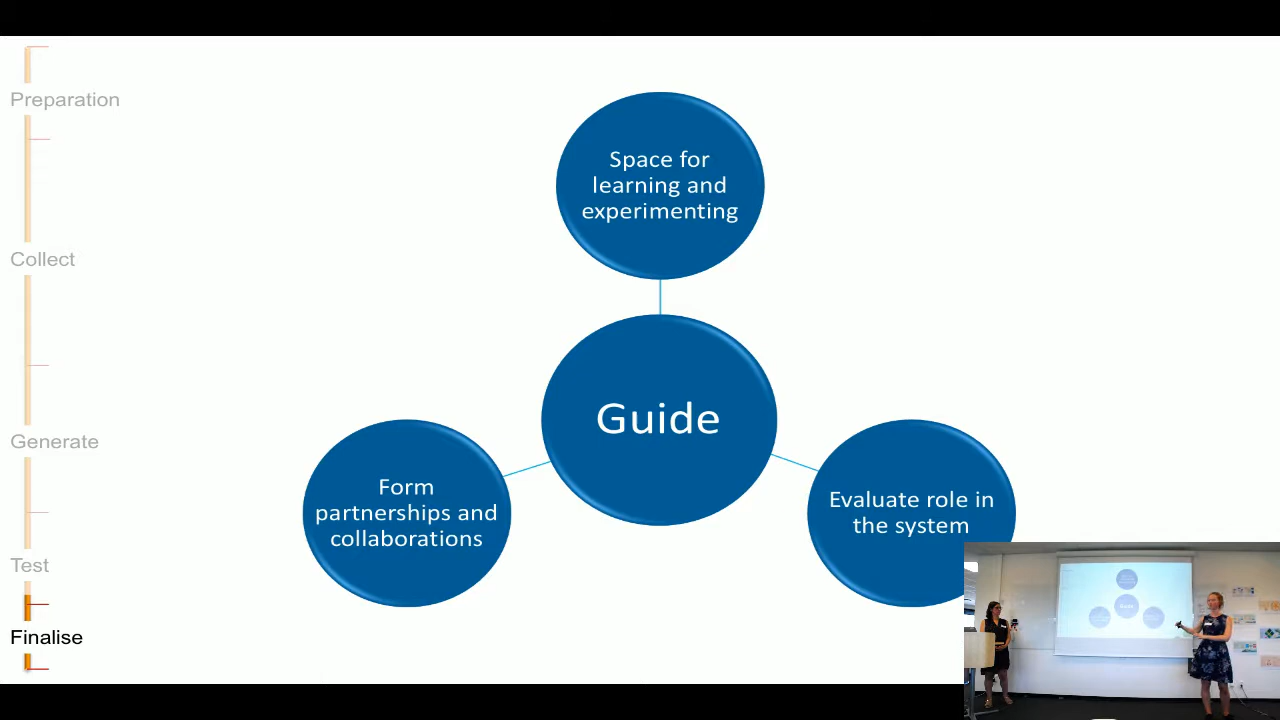 Preparation
Collect
Generate
Test
Finalise
Space for
learning and
experimenting
Guide
Form
partnerships and
collaborations
Evaluate role in
the system